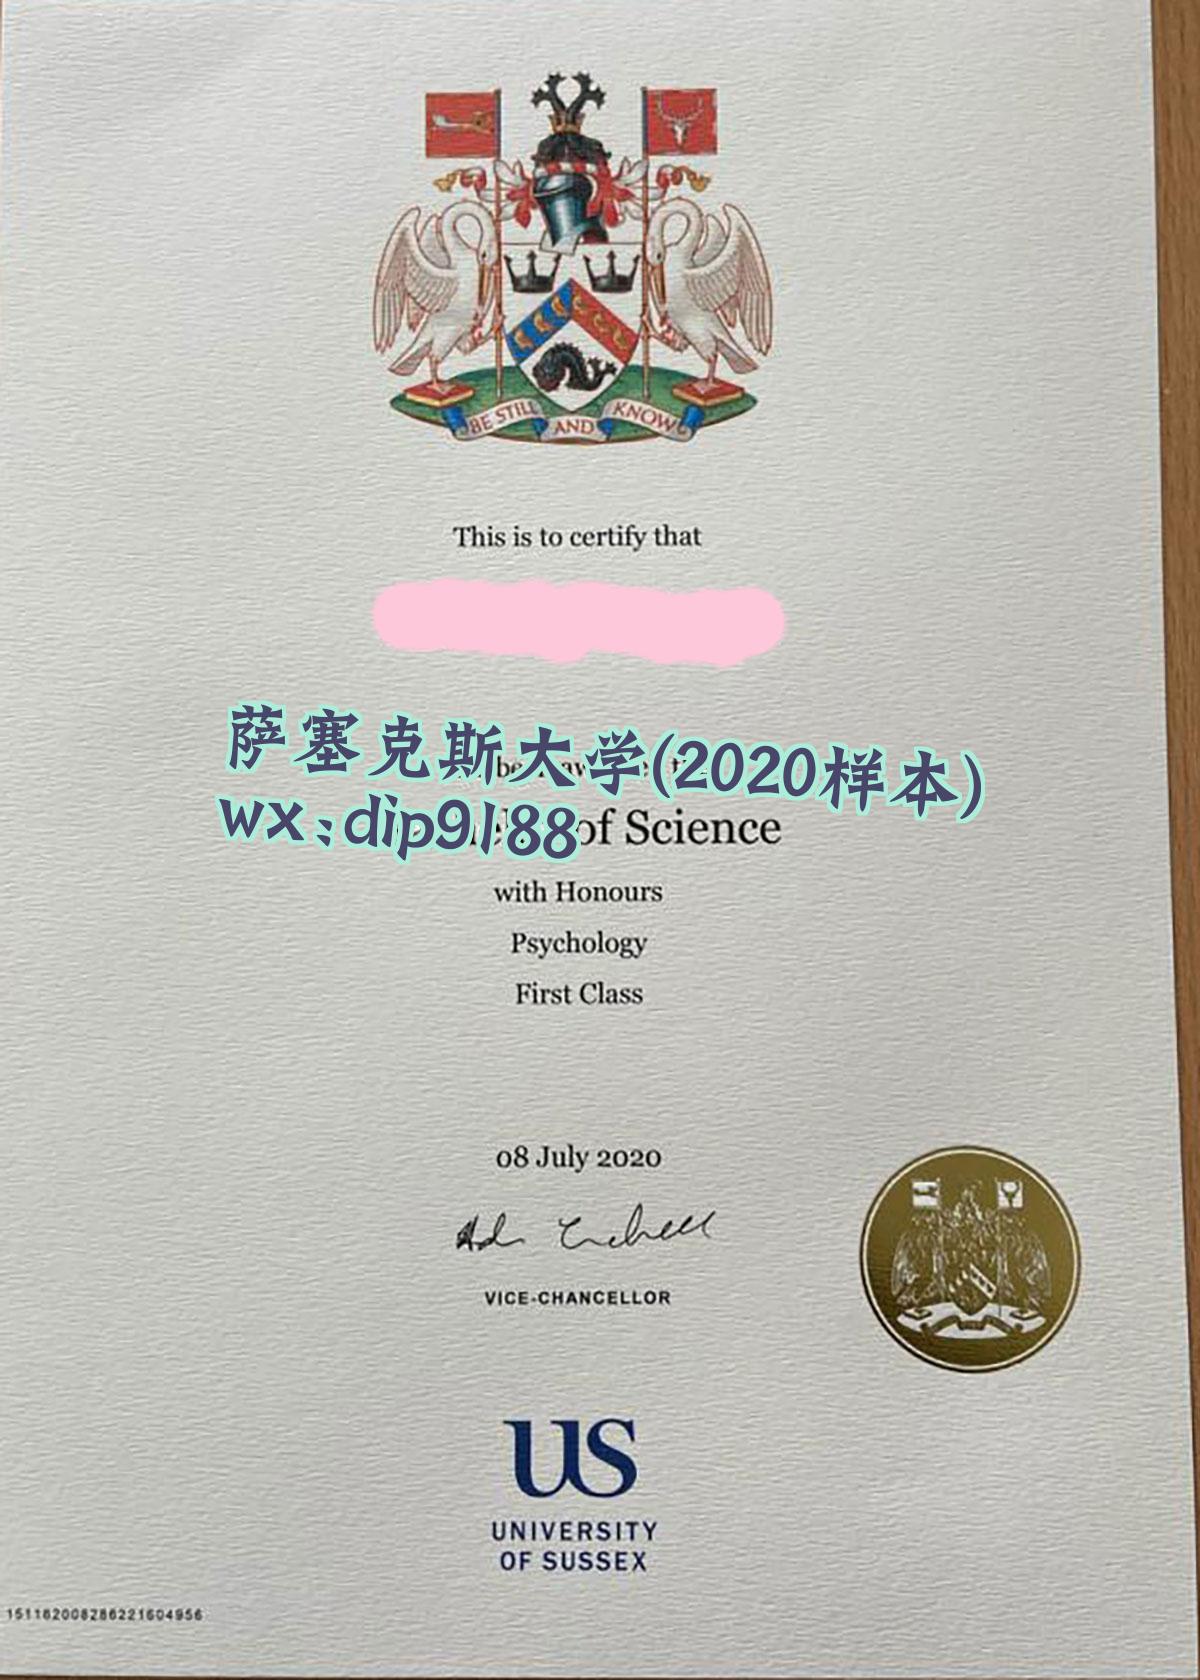 BE STILL AND KNOW
This is to certify that
萨塞克斯大学(2020样本)
wx:dip9188
of Science
with Honours
Psychology
First Class
08 July 2020
VICE-CHANCELLOR
US
UNIVERSITY
OF SUSSEX
151182008286221604956